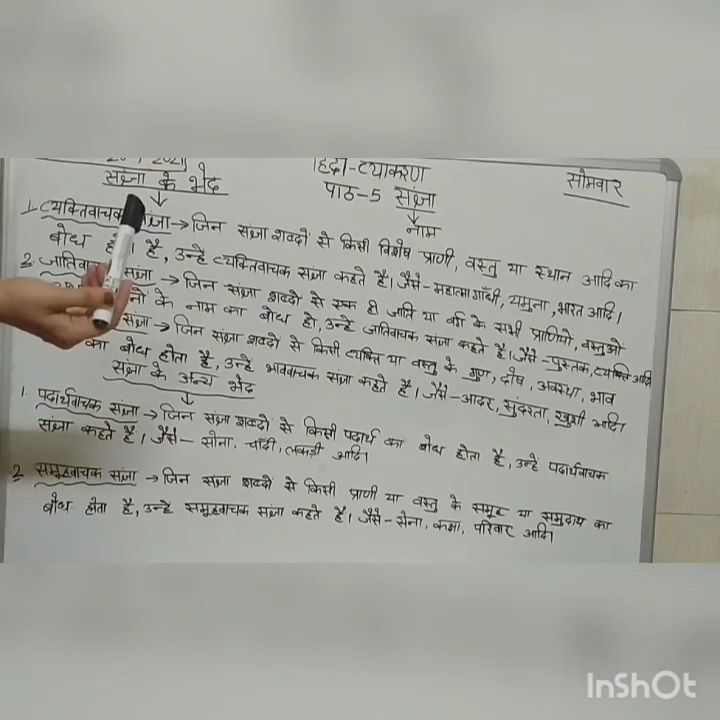 2021 हिंदी-व्याकरण सोमवार
संज्ञा के भेद पाठ-5 संज्ञा
नाम
1. व्यक्तिवाचक संज्ञा → जिन संज्ञा शब्दों से किसी विशेष प्राणी, वस्तु या स्थान आदि का
बोध होता है, उन्हें व्यक्तिवाचक संज्ञा कहते हैं। जैसे - महात्मा गाँधी, यमुना, भारत आदि।
2. जातिवाचक संज्ञा → जिन संज्ञा शब्दों से एक ही जाति या वर्ग के सभी प्राणियों, वस्तुओं
के नाम का बोध हो, उन्हें जातिवाचक संज्ञा कहते हैं। जैसे - पुस्तक, व्यक्ति आदि
संज्ञा → जिन संज्ञा शब्दों से किसी व्यक्ति या वस्तु के गुण, दोष, अवस्था, भाव
का बोध होता है, उन्हें भाववाचक संज्ञा कहते हैं। जैसे - आदर, सुंदरता, खुशी आदि।
संज्ञा के अन्य भेद
1. पदार्थवाचक संज्ञा → जिन संज्ञा शब्दों से किसी पदार्थ का बोध होता है, उन्हें पदार्थवाचक
संज्ञा कहते हैं। जैसे - सोना, चाँदी, लकड़ी आदि।
2. समूहवाचक संज्ञा → जिन संज्ञा शब्दों से किसी प्राणी या वस्तु के समूह या समुदाय का
बोध होता है, उन्हें समूहवाचक संज्ञा कहते हैं। जैसे - सेना, कक्षा, परिवार आदि।
InShOt